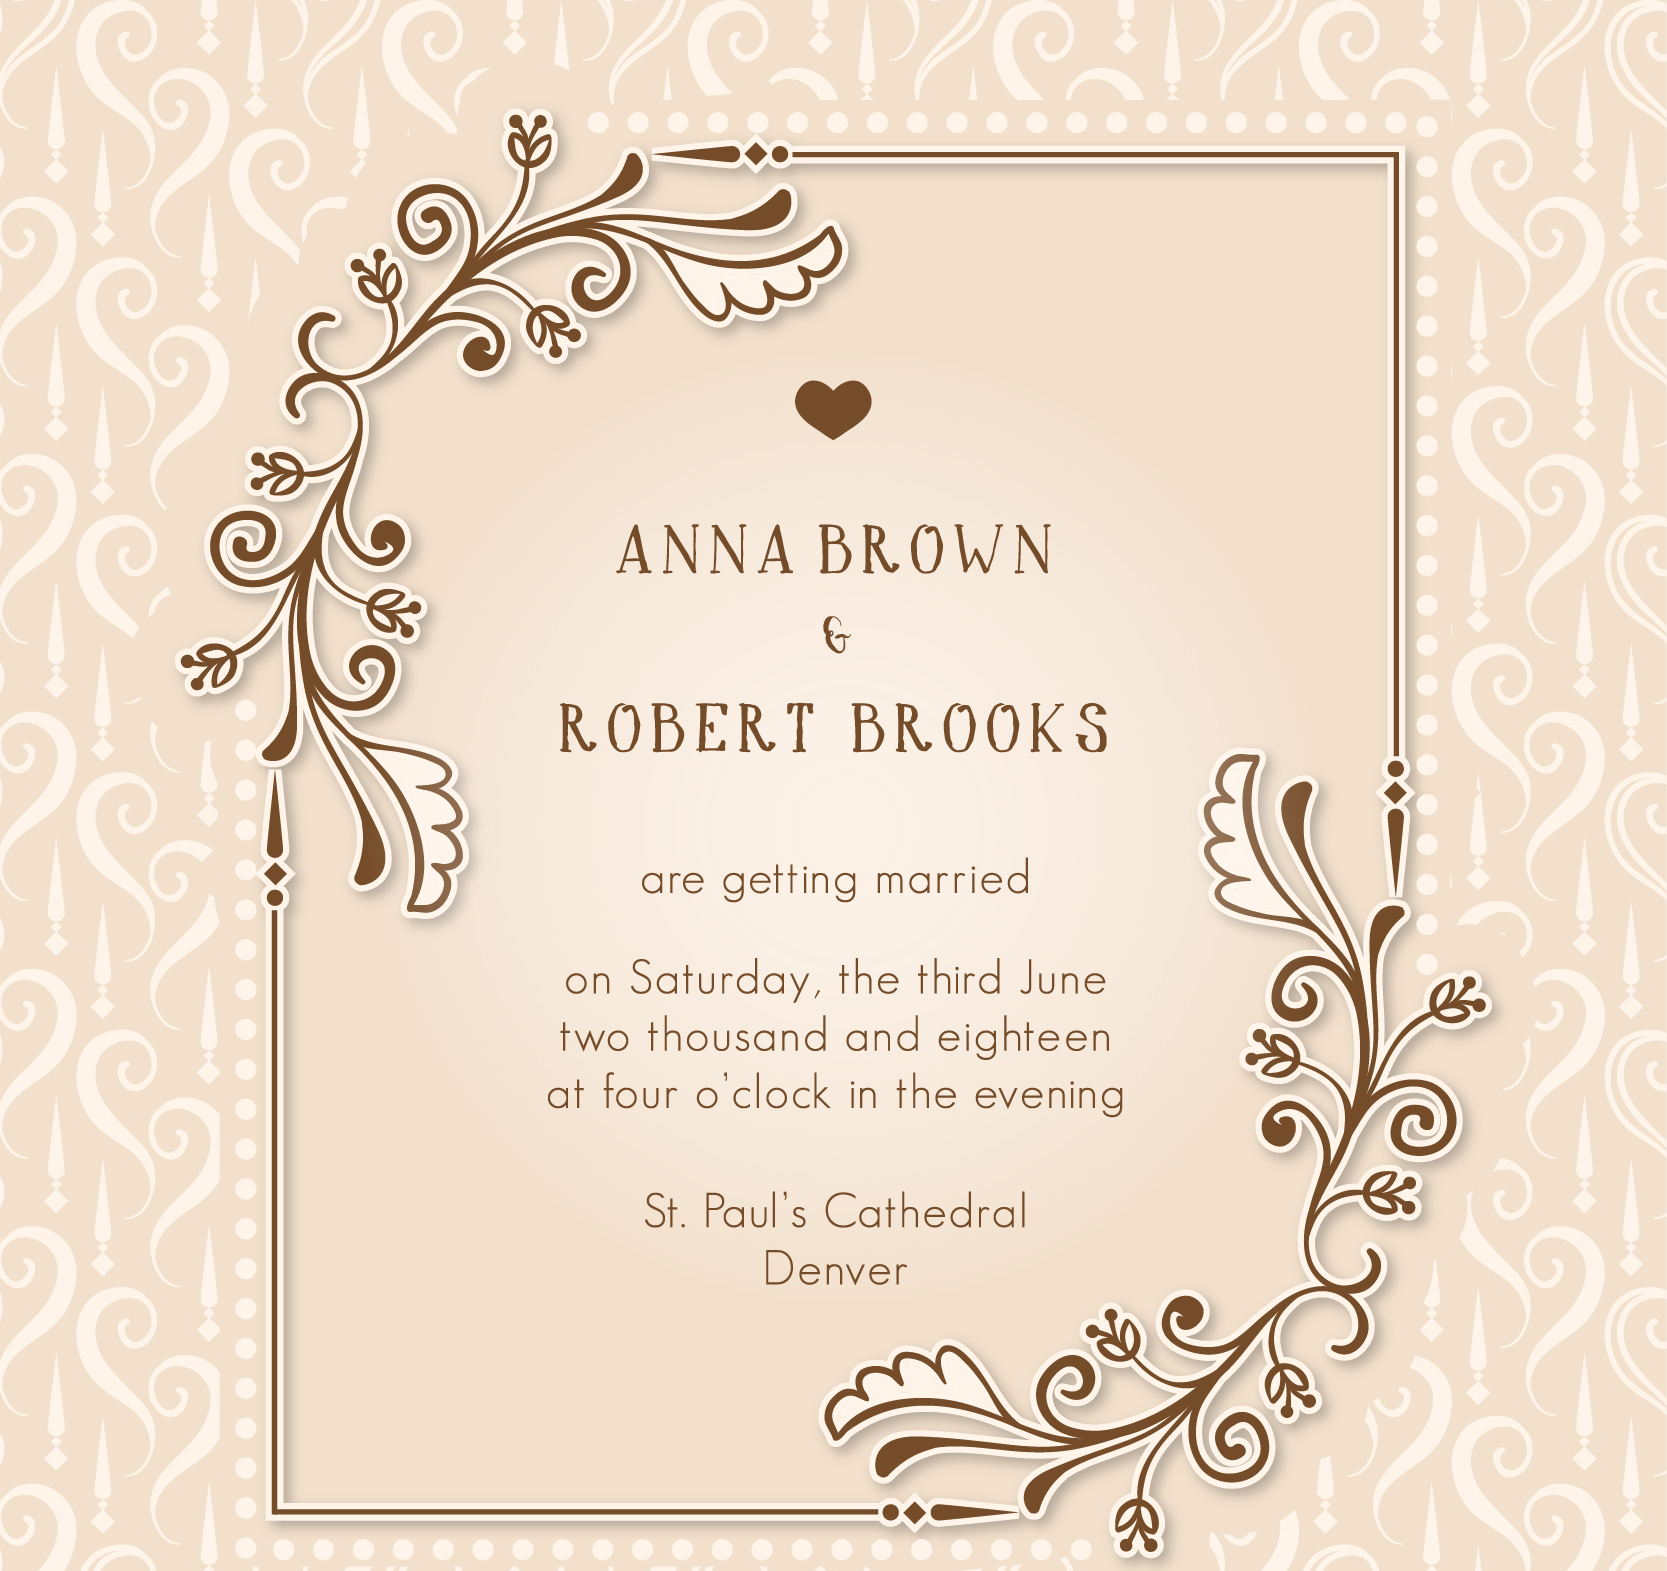 ANNA BROWN
&
ROBERT BROOKS
are getting married
on Saturday, the third June
two thousand and eighteen
at four o'clock in the evening
St. Paul's Cathedral
Denver